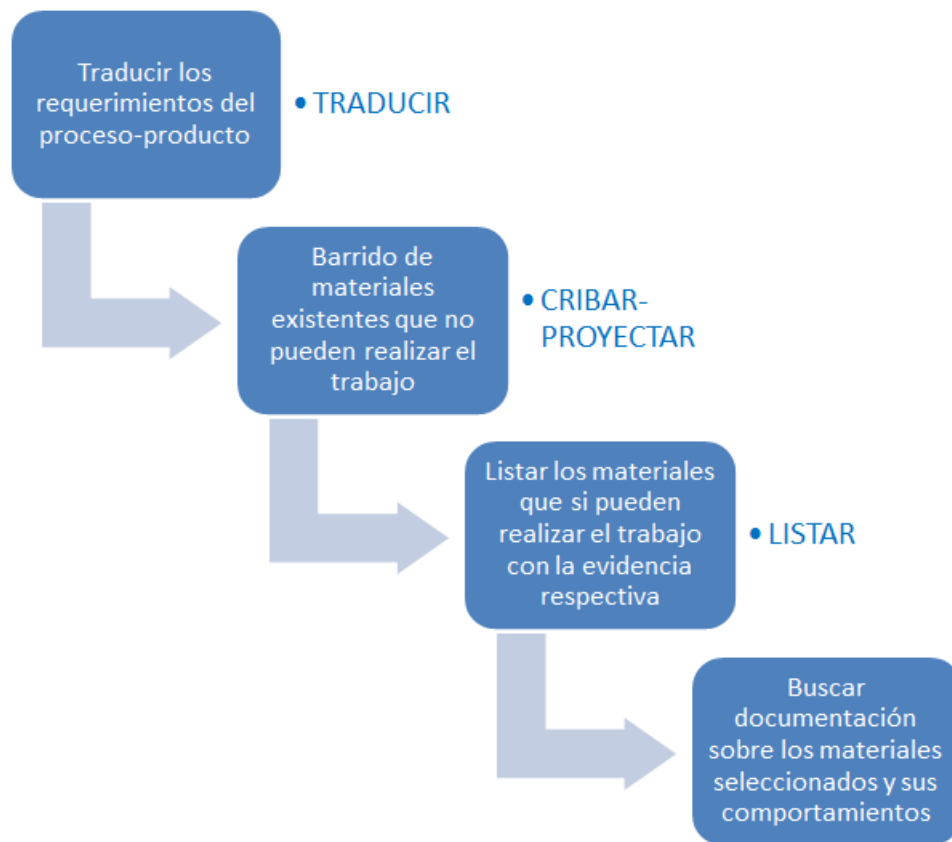 Traducir los
requerimientos del
proceso-producto
• TRADUCIR
Barrido de
materiales
existentes que no
pueden realizar el
trabajo
• CRIBAR-
PROYECTAR
Listar los materiales
que si pueden
realizar el trabajo
con la evidencia
respectiva
• LISTAR
Buscar
documentación
sobre los materiales
seleccionados y sus
comportamientos